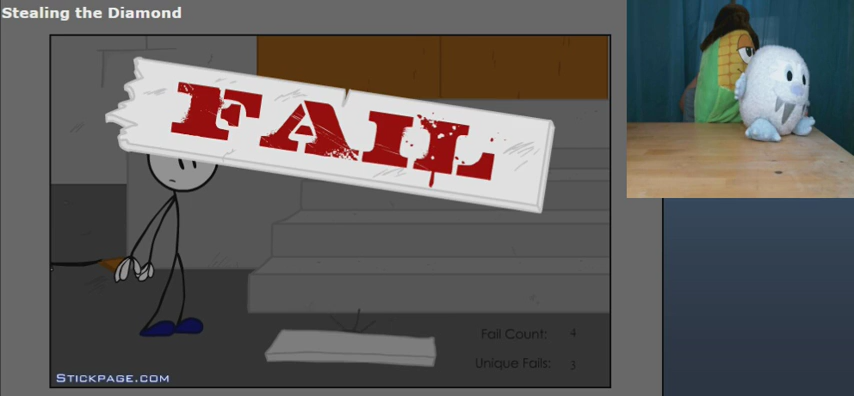 Stealing the Diamond
FAIL
Fail Count: 4
Unique Fails: 3
STICKPAGE.COM